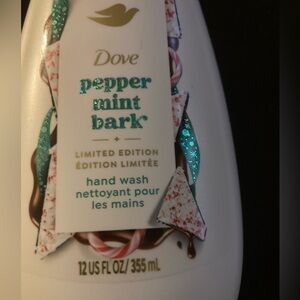 Dove
pepper
mint
bark
LIMITED EDITION
ÉDITION LIMITÉE
hand wash
nettoyant pour
les mains
12 US FL OZ/ 355 mL